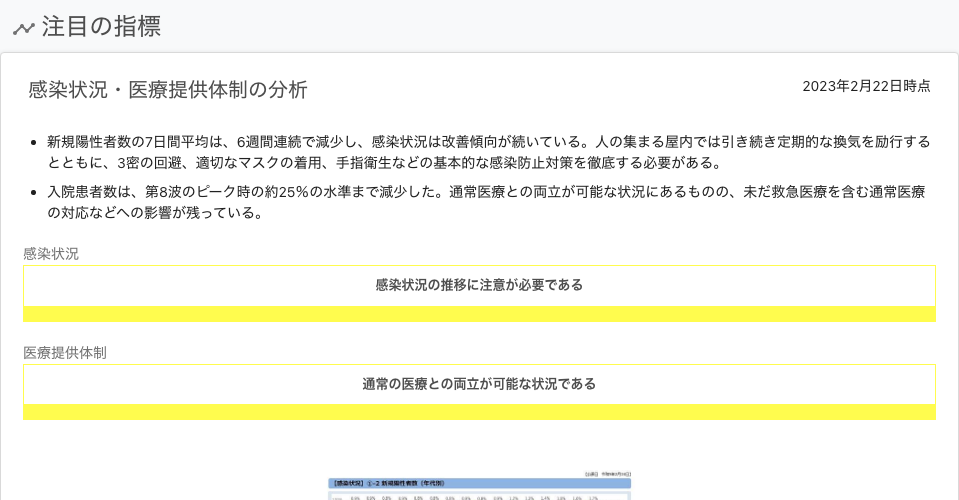 注目の指標
感染状況・医療提供体制の分析
2023年2月22日時点
新規陽性者数の7日間平均は、6週間連続で減少し、感染状況は改善傾向が続いている。人の集まる屋内では引き続き定期的な換気を励行する
とともに、3密の回避、適切なマスクの着用、手指衛生などの基本的な感染防止対策を徹底する必要がある。
入院患者数は、第8波のピーク時の約25%の水準まで減少した。通常医療との両立が可能な状況にあるものの、未だ救急医療を含む通常医療
の対応などへの影響が残っている。
感染状況
感染状況の推移に注意が必要である
医療提供体制
通常の医療との両立が可能な状況である
【感染状況】①-2 新規陽性者数（年代別）